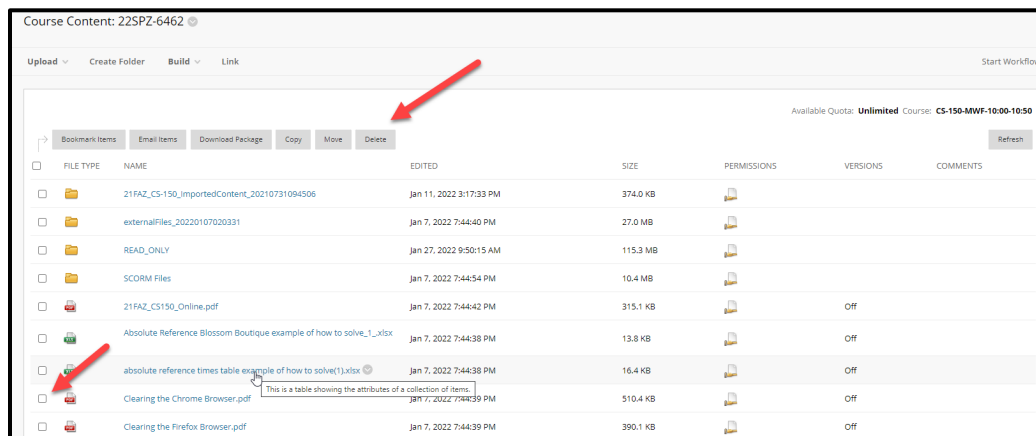 Course Content: 22SPZ-6462
Upload Create Folder Build Link Start Workflow
Available Quota: Unlimited Course: CS-150-MWF-10:00-10:50
Bookmark Items Email Items Download Package Copy Move Delete Refresh
FILE TYPE NAME EDITED SIZE PERMISSIONS VERSIONS COMMENTS
21FAZ_CS-150_ImportedContent_20210731094506 Jan 11, 2022 3:17:33 PM 374.0 KB
externalFiles_20220107020331 Jan 7, 2022 7:44:40 PM 27.0 MB
READ_ONLY Jan 27, 2022 9:50:15 AM 115.3 MB
SCORM Files Jan 7, 2022 7:44:54 PM 10.4 MB
21FAZ_CS150_Online.pdf Jan 7, 2022 7:44:42 PM 315.1 KB Off
Absolute Reference Blossom Boutique example of how to solve_1_.xlsx Jan 7, 2022 7:44:38 PM 13.8 KB Off
absolute reference times table example of how to solve(1).xlsx Jan 7, 2022 7:44:38 PM 16.4 KB Off
This is a table showing the attributes of a collection of items.
Clearing the Chrome Browser.pdf Jan 7, 2022 7:44:39 PM 510.4 KB Off
Clearing the Firefox Browser.pdf Jan 7, 2022 7:44:39 PM 390.1 KB Off